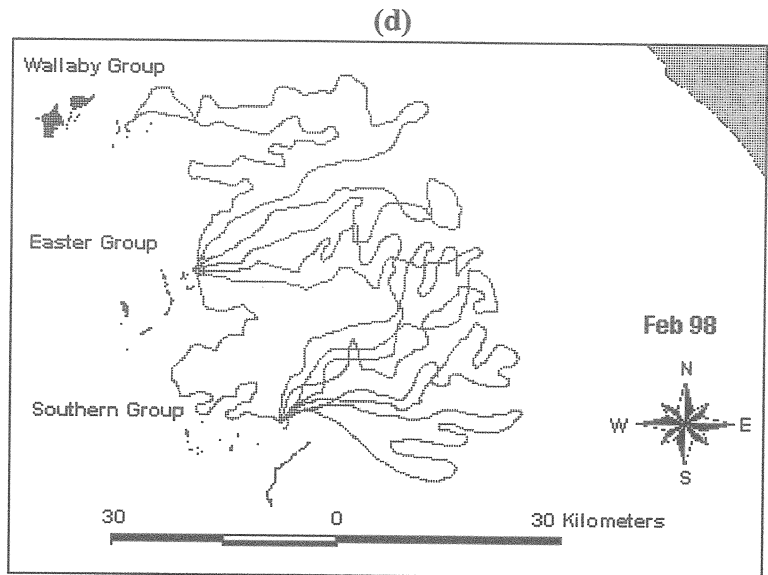 (d)
Wallaby Group
Easter Group
Feb 98
N
Southern Group
W E
S
30 0 30 Kilometers